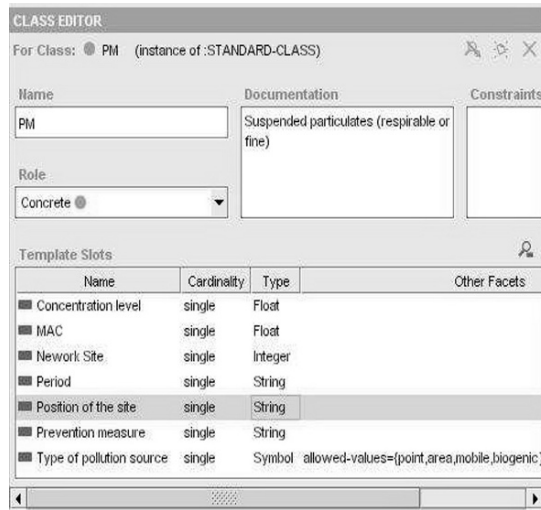 CLASS EDITOR
For Class: PM (instance of :STANDARD-CLASS)
Name Documentation Constraints
PM
Suspended particulates (respirable or
fine)
Role
Concrete
Template Slots
Name Cardinality Type Other Facets
Concentration level single Float
MAC single Float
Nework Site single Integer
Period single String
Position of the site single String
Prevention measure single String
Type of pollution source single Symbol allowed-values={point,area,mobile,biogenic}